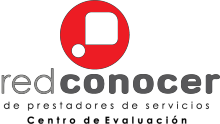 redconocer
de prestadores de servicios
Centro de Evaluación